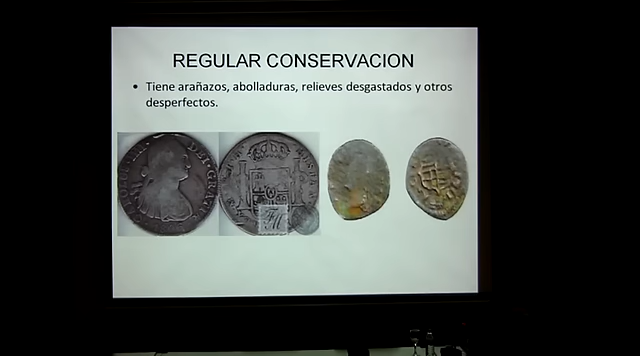 REGULAR CONSERVACION
• Tiene arañazos, abolladuras, relieves desgastados y otros
desperfectos.